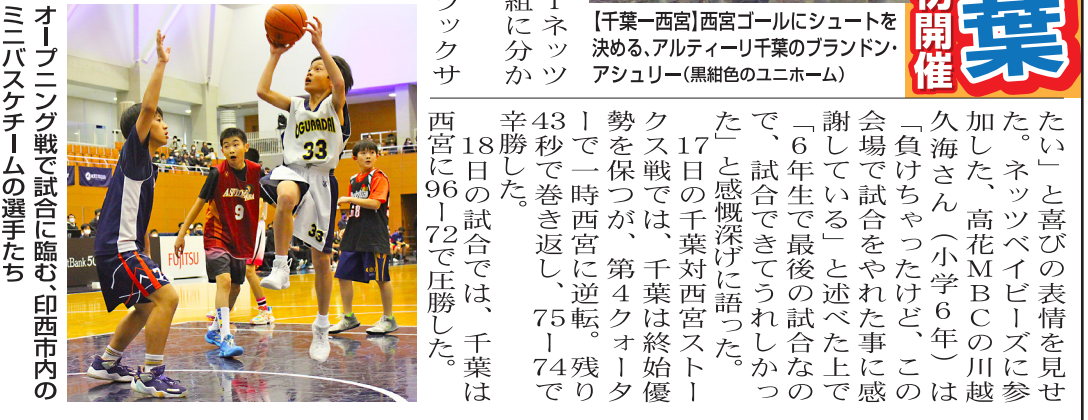 葉
開催
【千葉ー西宮】西宮ゴールにシュートを
決める、アルティーリ千葉のブランドン・
アシュリー(黒紺色のユニホーム)
ネッツ
組に分か
ックサ
たい」と喜びの表情を見せ
た。ネッツベイビーズに参
加した、高花MBCの川越
久海さん(小学6年)は
「負けちゃったけど、この
会場で試合をやれた事に感
謝している」と述べた上で
「6年生で最後の試合なの
で、試合できてうれしかっ
た」と感慨深げに語った。
17日の千葉対西宮ストー
クス戦では、千葉は終始優
勢を保つが、第4クォータ
ーで一時西宮に逆転。残り
43秒で巻き返し、75ー74で
辛勝した。
18日の試合では、千葉は
西宮に96ー72で圧勝した。
オープニング戦で試合に臨む、印西市内の
ミニバスケチームの選手たち
OGURADAI
33
33
9
FUJITSU
tBank 5G